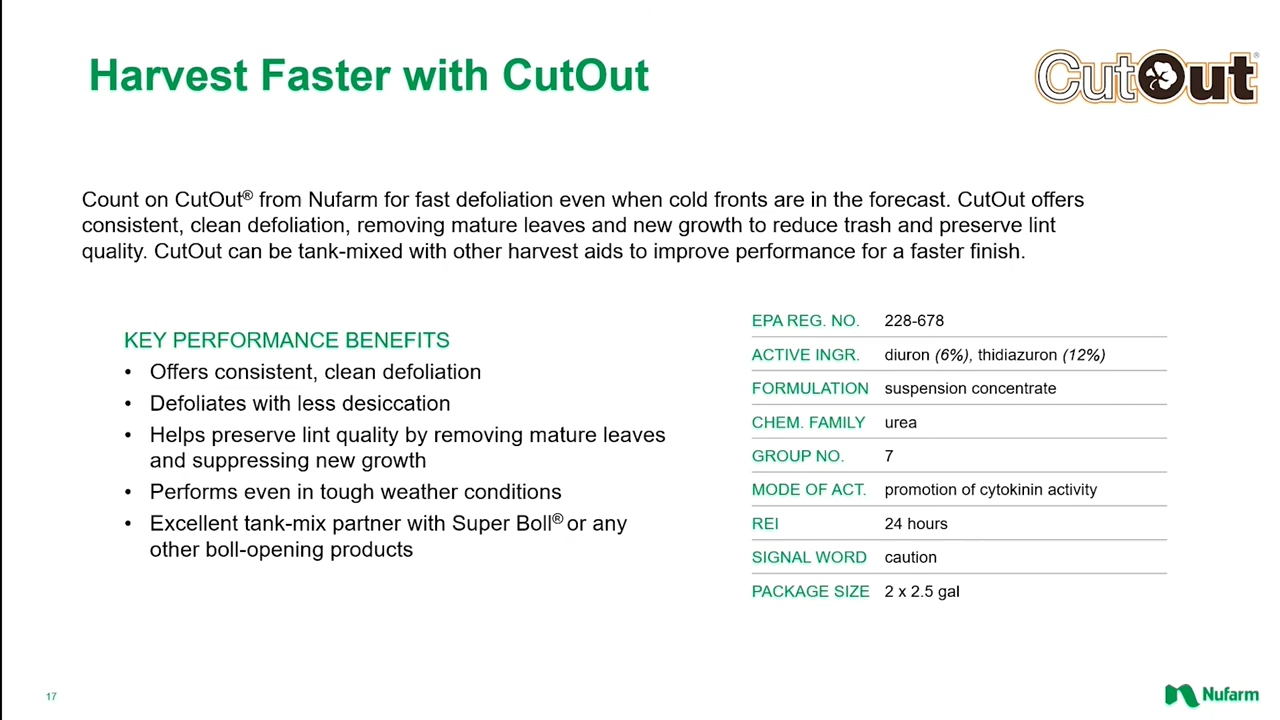 Harvest Faster with CutOut
CutOut®
Count on CutOut® from Nufarm for fast defoliation even when cold fronts are in the forecast. CutOut offers
consistent, clean defoliation, removing mature leaves and new growth to reduce trash and preserve lint
quality. CutOut can be tank-mixed with other harvest aids to improve performance for a faster finish.
KEY PERFORMANCE BENEFITS
• Offers consistent, clean defoliation
• Defoliates with less desiccation
• Helps preserve lint quality by removing mature leaves
and suppressing new growth
• Performs even in tough weather conditions
• Excellent tank-mix partner with Super Boll® or any
other boll-opening products
EPA REG. NO. 228-678
ACTIVE INGR. diuron (6%), thidiazuron (12%)
FORMULATION suspension concentrate
CHEM. FAMILY urea
GROUP NO. 7
MODE OF ACT. promotion of cytokinin activity
REI 24 hours
SIGNAL WORD caution
PACKAGE SIZE 2 x 2.5 gal
17
Nufarm